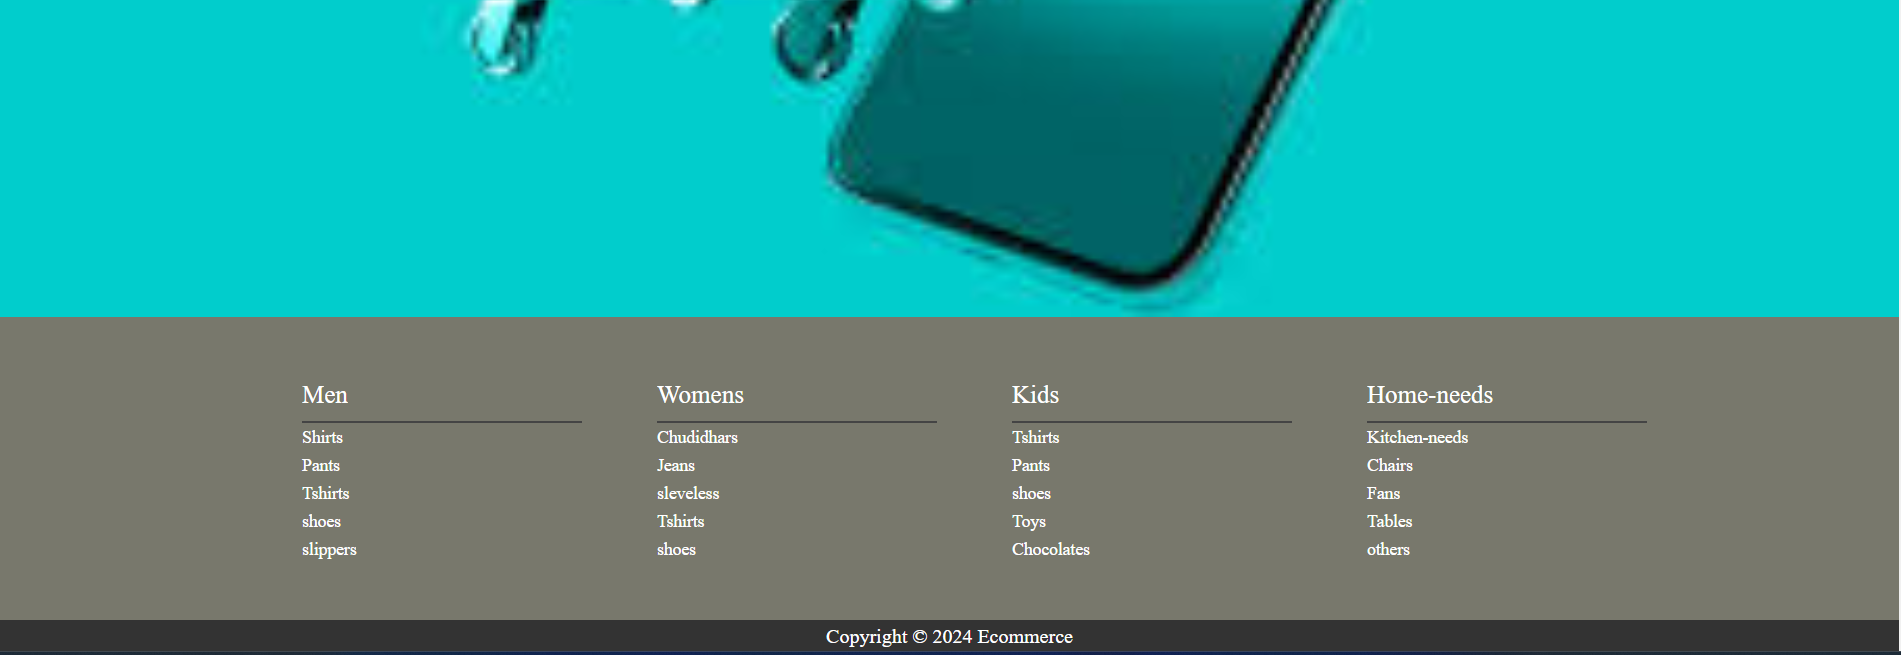 Men
Shirts
Pants
Tshirts
shoes
slippers
Womens
Chudidhars
Jeans
sleveless
Tshirts
shoes
Kids
Tshirts
Pants
shoes
Toys
Chocolates
Home-needs
Kitchen-needs
Chairs
Fans
Tables
others
Copyright © 2024 Ecommerce